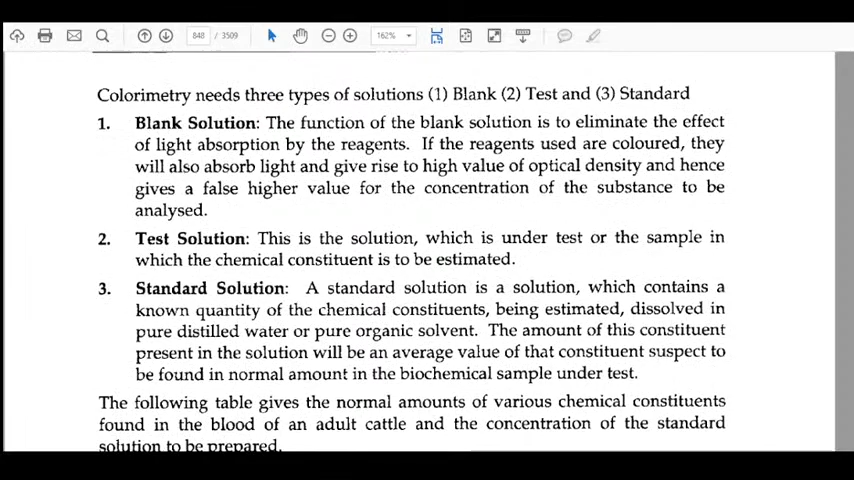 848 / 3509
162%
Colorimetry needs three types of solutions (1) Blank (2) Test and (3) Standard
1. Blank Solution: The function of the blank solution is to eliminate the effect
of light absorption by the reagents. If the reagents used are coloured, they
will also absorb light and give rise to high value of optical density and hence
gives a false higher value for the concentration of the substance to be
analysed.
2. Test Solution: This is the solution, which is under test or the sample in
which the chemical constituent is to be estimated.
3. Standard Solution: A standard solution is a solution, which contains a
known quantity of the chemical constituents, being estimated, dissolved in
pure distilled water or pure organic solvent. The amount of this constituent
present in the solution will be an average value of that constituent suspect to
be found in normal amount in the biochemical sample under test.
The following table gives the normal amounts of various chemical constituents
found in the blood of an adult cattle and the concentration of the standard
solution to be prepared.